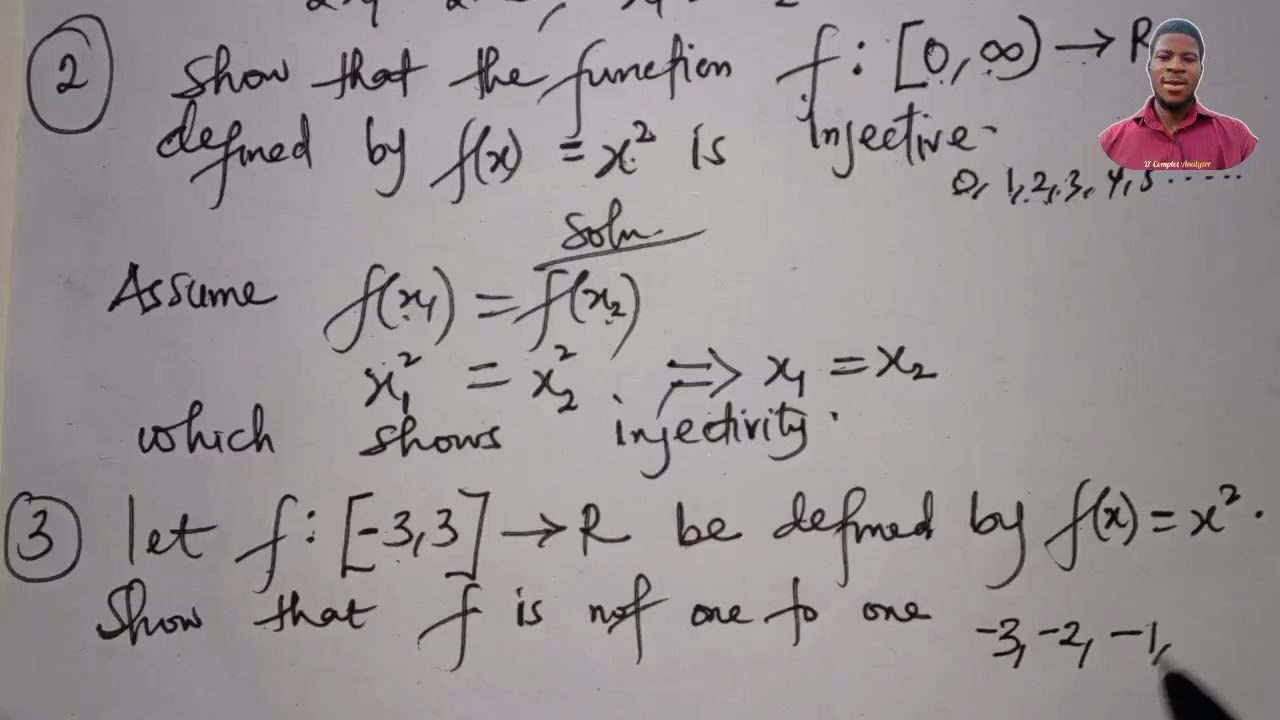 ② Show that the function f: [0, ∞) → R
defined by f(x) = x² is injective.
0, 1, 2, 3, 4, 5 .....
Soln.
Assume f(x₁) = f(x₂)
x₁² = x₂². ⇒ x₁ = x₂
which shows injectivity.
③ let f: [-3, 3] → R be defined by f(x) = x².
Show that f is not one to one
-3, -2, -1,